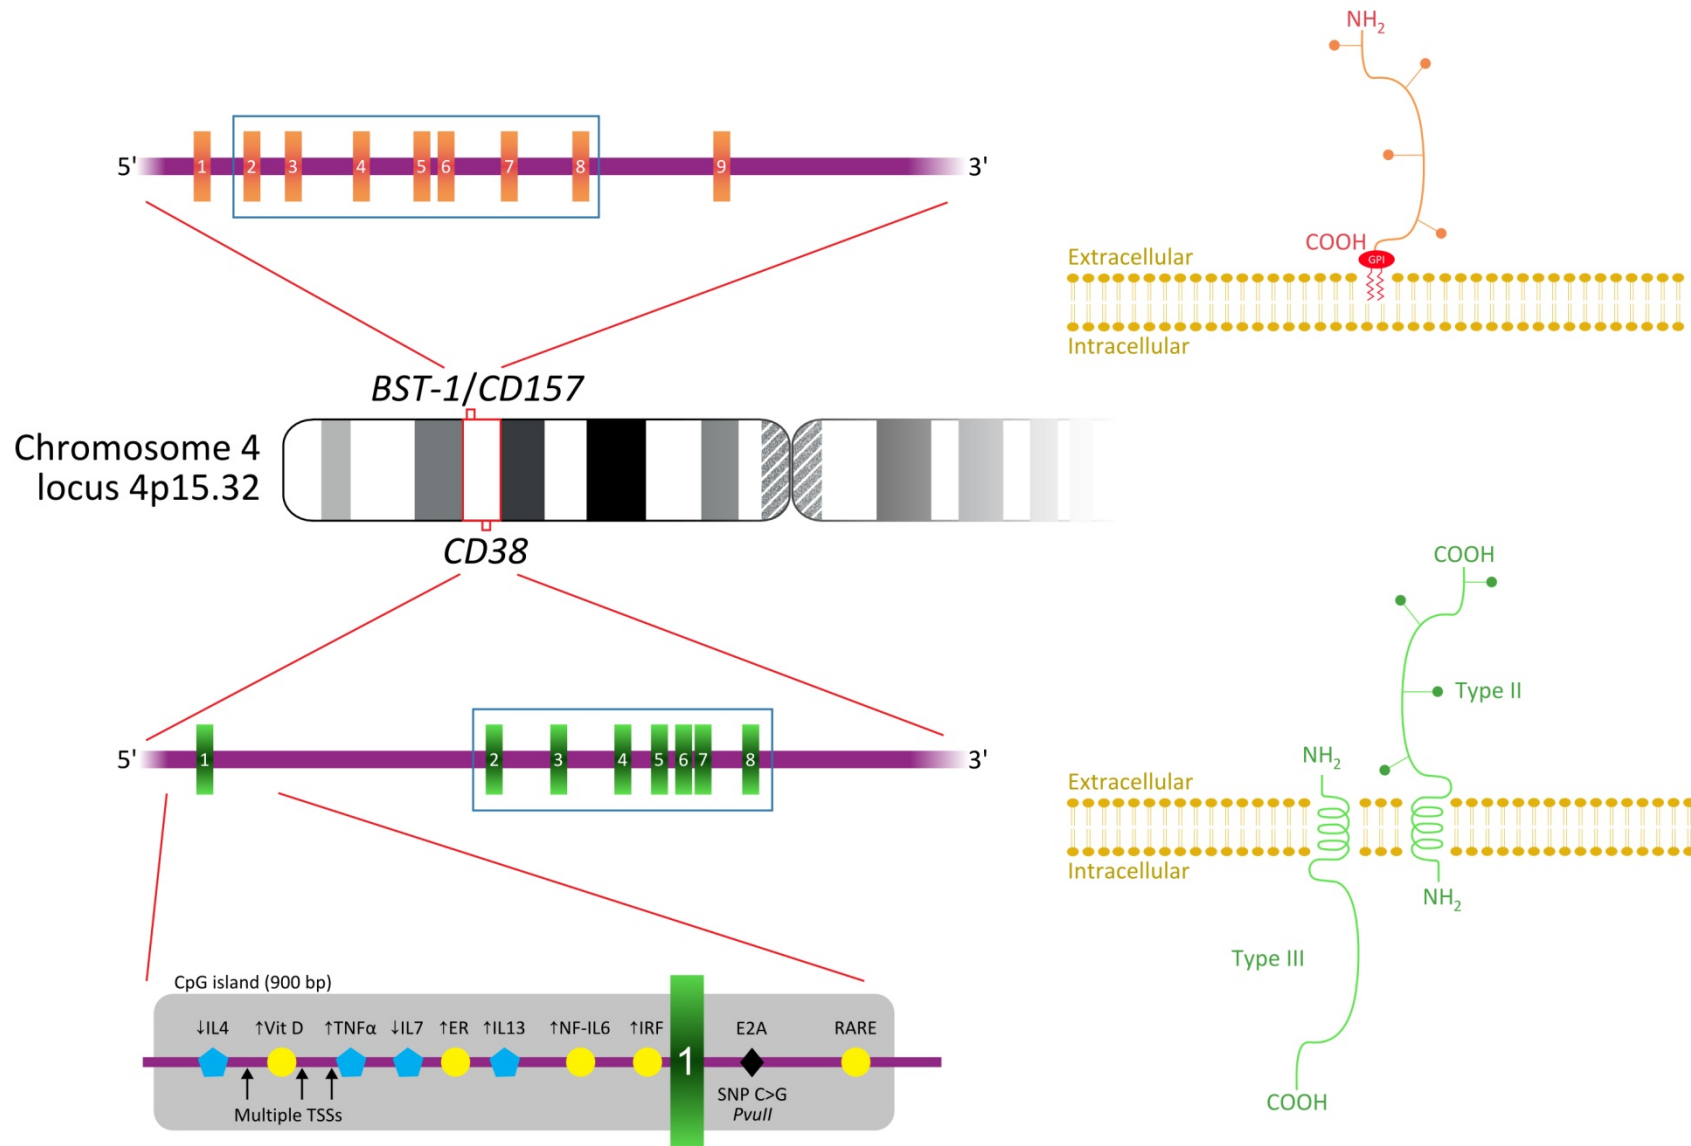 5' 1 2 3 4 5 6 7 8 9 3'
BST-1/CD157
Chromosome 4
locus 4p15.32
CD38
5' 1 2 3 4 5 6 7 8 3'
CpG island (900 bp)
↓IL4 ↑Vit D ↑TNFα ↓IL7 ↑ER ↑IL13 ↑NF-IL6 ↑IRF 1 E2A RARE
Multiple TSSs
SNP C>G
PvuII
NH2
COOH
GPI
Extracellular
Intracellular
COOH
Type II
NH2
Extracellular
Intracellular
NH2
Type III
COOH